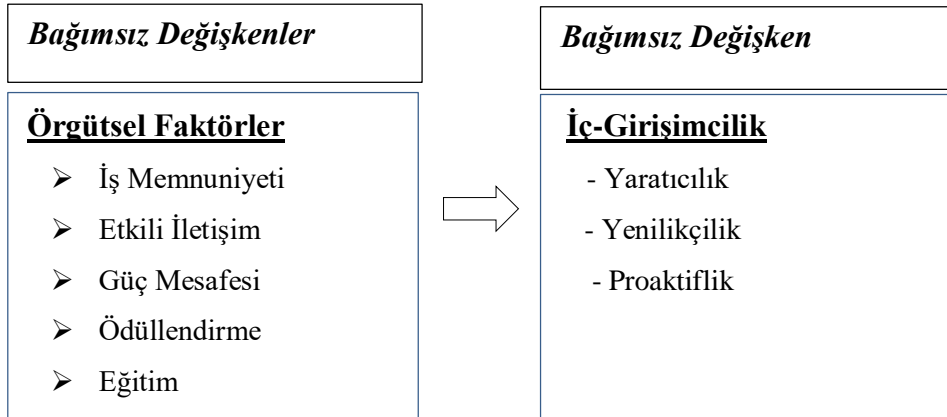 Bağımsız Değişkenler
Örgütsel Faktörler
➢ İş Memnuniyeti
➢ Etkili İletişim
➢ Güç Mesafesi
➢ Ödüllendirme
➢ Eğitim
Bağımsız Değişken
İç-Girişimcilik
- Yaratıcılık
- Yenilikçilik
- Proaktiflik